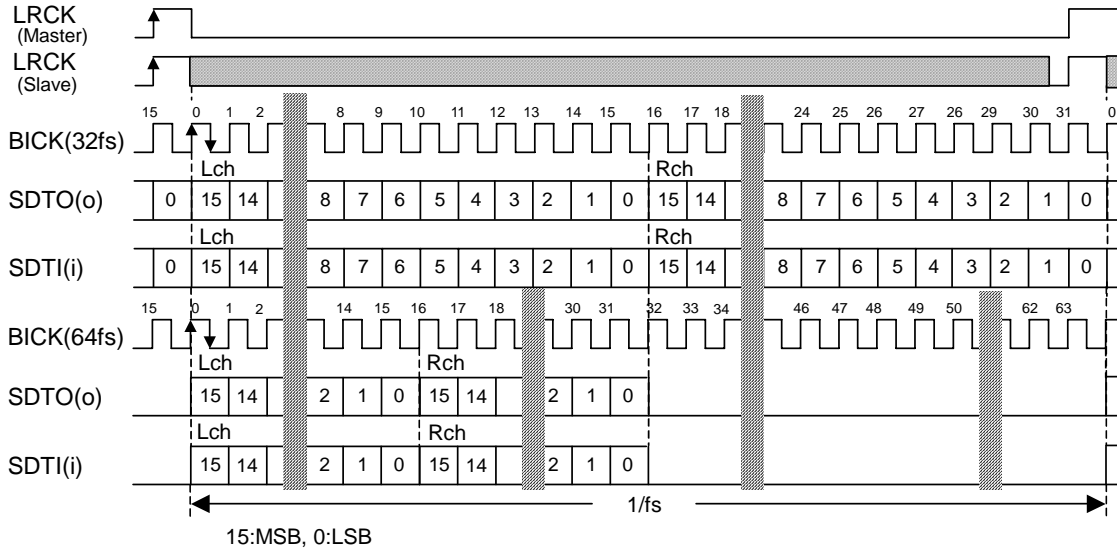 LRCK
(Master)
LRCK
(Slave)
15 0 1 2 8 9 10 11 12 13 14 15 16 17 18 24 25 26 27 26 29 30 31 0
BICK(32fs)
Lch Rch
SDTO(o) 0 15 14 8 7 6 5 4 3 2 1 0 15 14 8 7 6 5 4 3 2 1 0
Lch Rch
SDTI(i) 0 15 14 8 7 6 5 4 3 2 1 0 15 14 8 7 6 5 4 3 2 1 0
15 0 1 2 14 15 16 17 18 30 31 32 33 34 46 47 48 49 50 62 63
BICK(64fs)
Lch Rch
SDTO(o) 15 14 2 1 0 15 14 2 1 0
Lch Rch
SDTI(i) 15 14 2 1 0 15 14 2 1 0
1/fs
15:MSB, 0:LSB